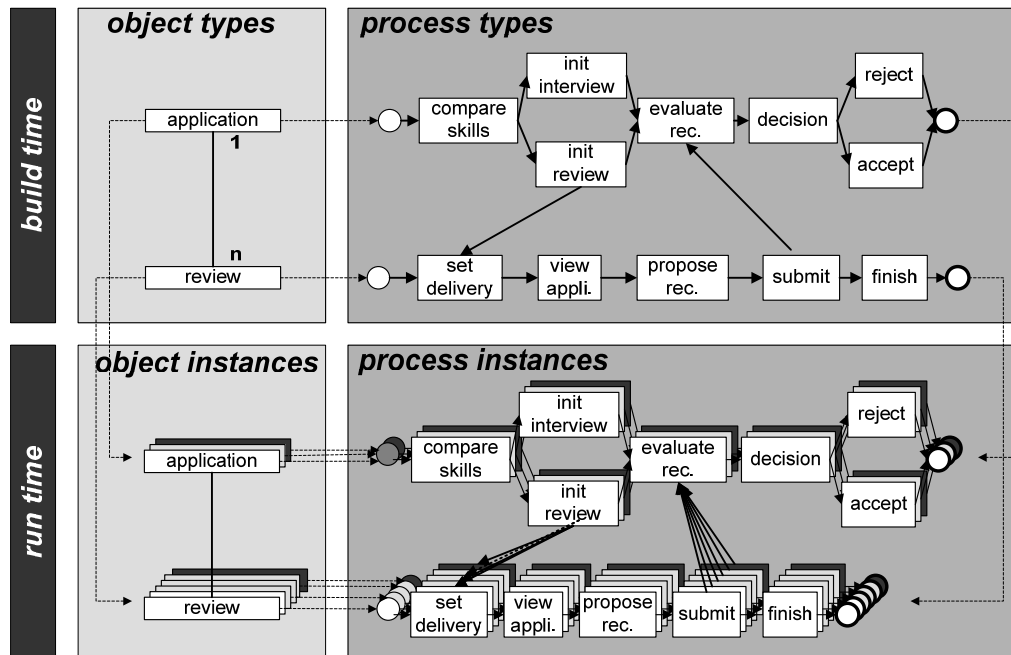 build time
object types
application
1
n
review
process types
compare
skills
init
interview
init
review
evaluate
rec.
decision
reject
accept
set
delivery
view
appli.
propose
rec.
submit
finish
run time
object instances
application
review
process instances
compare
skills
init
interview
init
review
evaluate
rec.
decision
reject
accept
set
delivery
view
appli.
propose
rec.
submit
finish